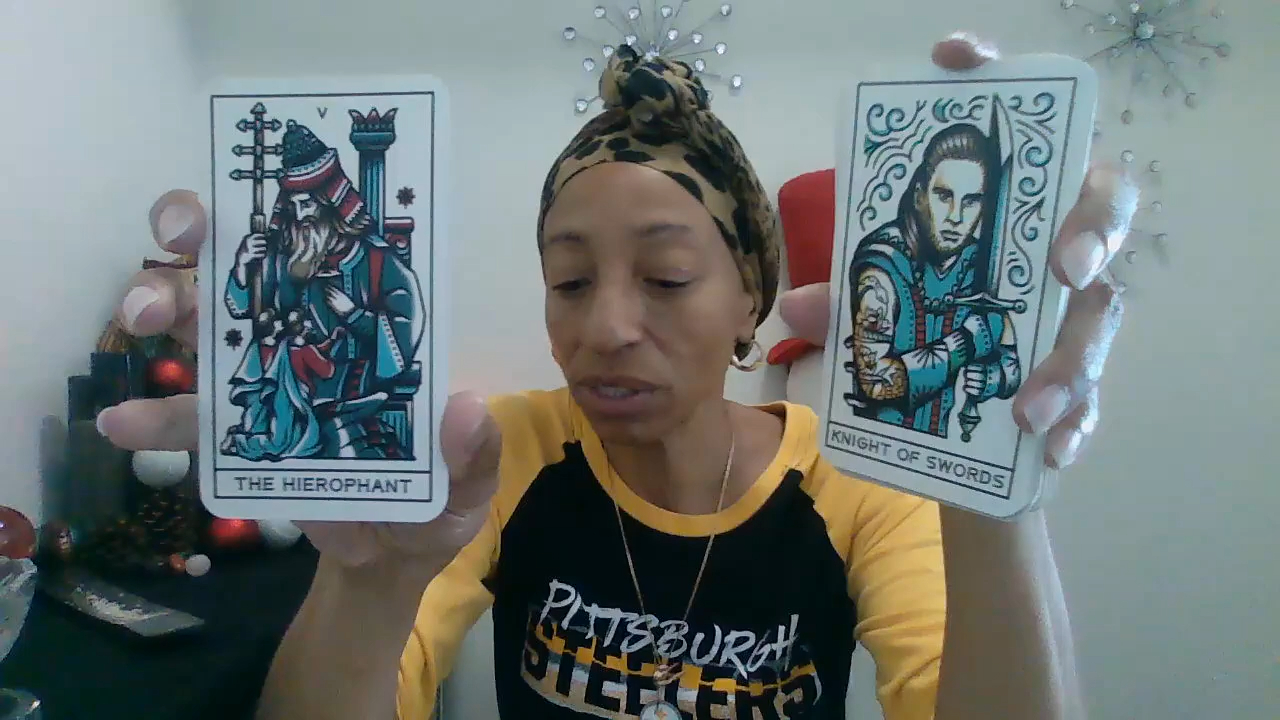 V
THE HIEROPHANT
KNIGHT OF SWORDS
PITTSBURGH
STEELERS